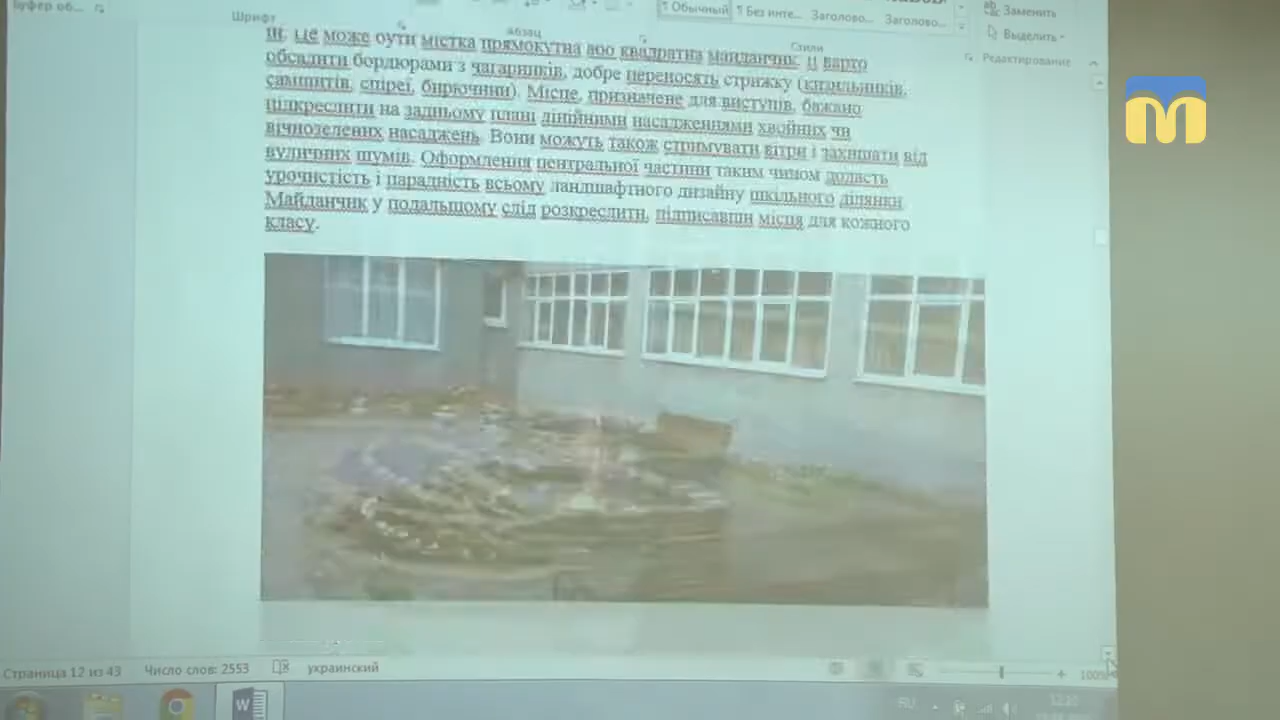 Буфер об...
Шрифт
Абзац
Стили
¶ Обычный
¶ Без инте...
Заголово...
Заголово...
Заменить
Выделить
Редактирование
ій. Це може бути містка прямокутна або квадратна майданчик. Її варто
обсадити бордюрами з чагарників, добре переносять стрижку (кизильників,
самшитів, спіреї, бирючини). Місце, призначене для виступів, бажано
підкреслити на задньому плані лінійними насадженнями хвойних чи
вічнозелених насаджень. Вони можуть також стримувати вітри і захищати від
вуличних шумів. Оформлення центральної частини таким чином додасть
урочистість і парадність всьому ландшафтного дизайну шкільного ділянки.
Майданчик у подальшому слід розкреслити, підписавши місця для кожного
класу.
Страница 12 из 43
Число слов: 2553
украинский
100%
RU
12:20